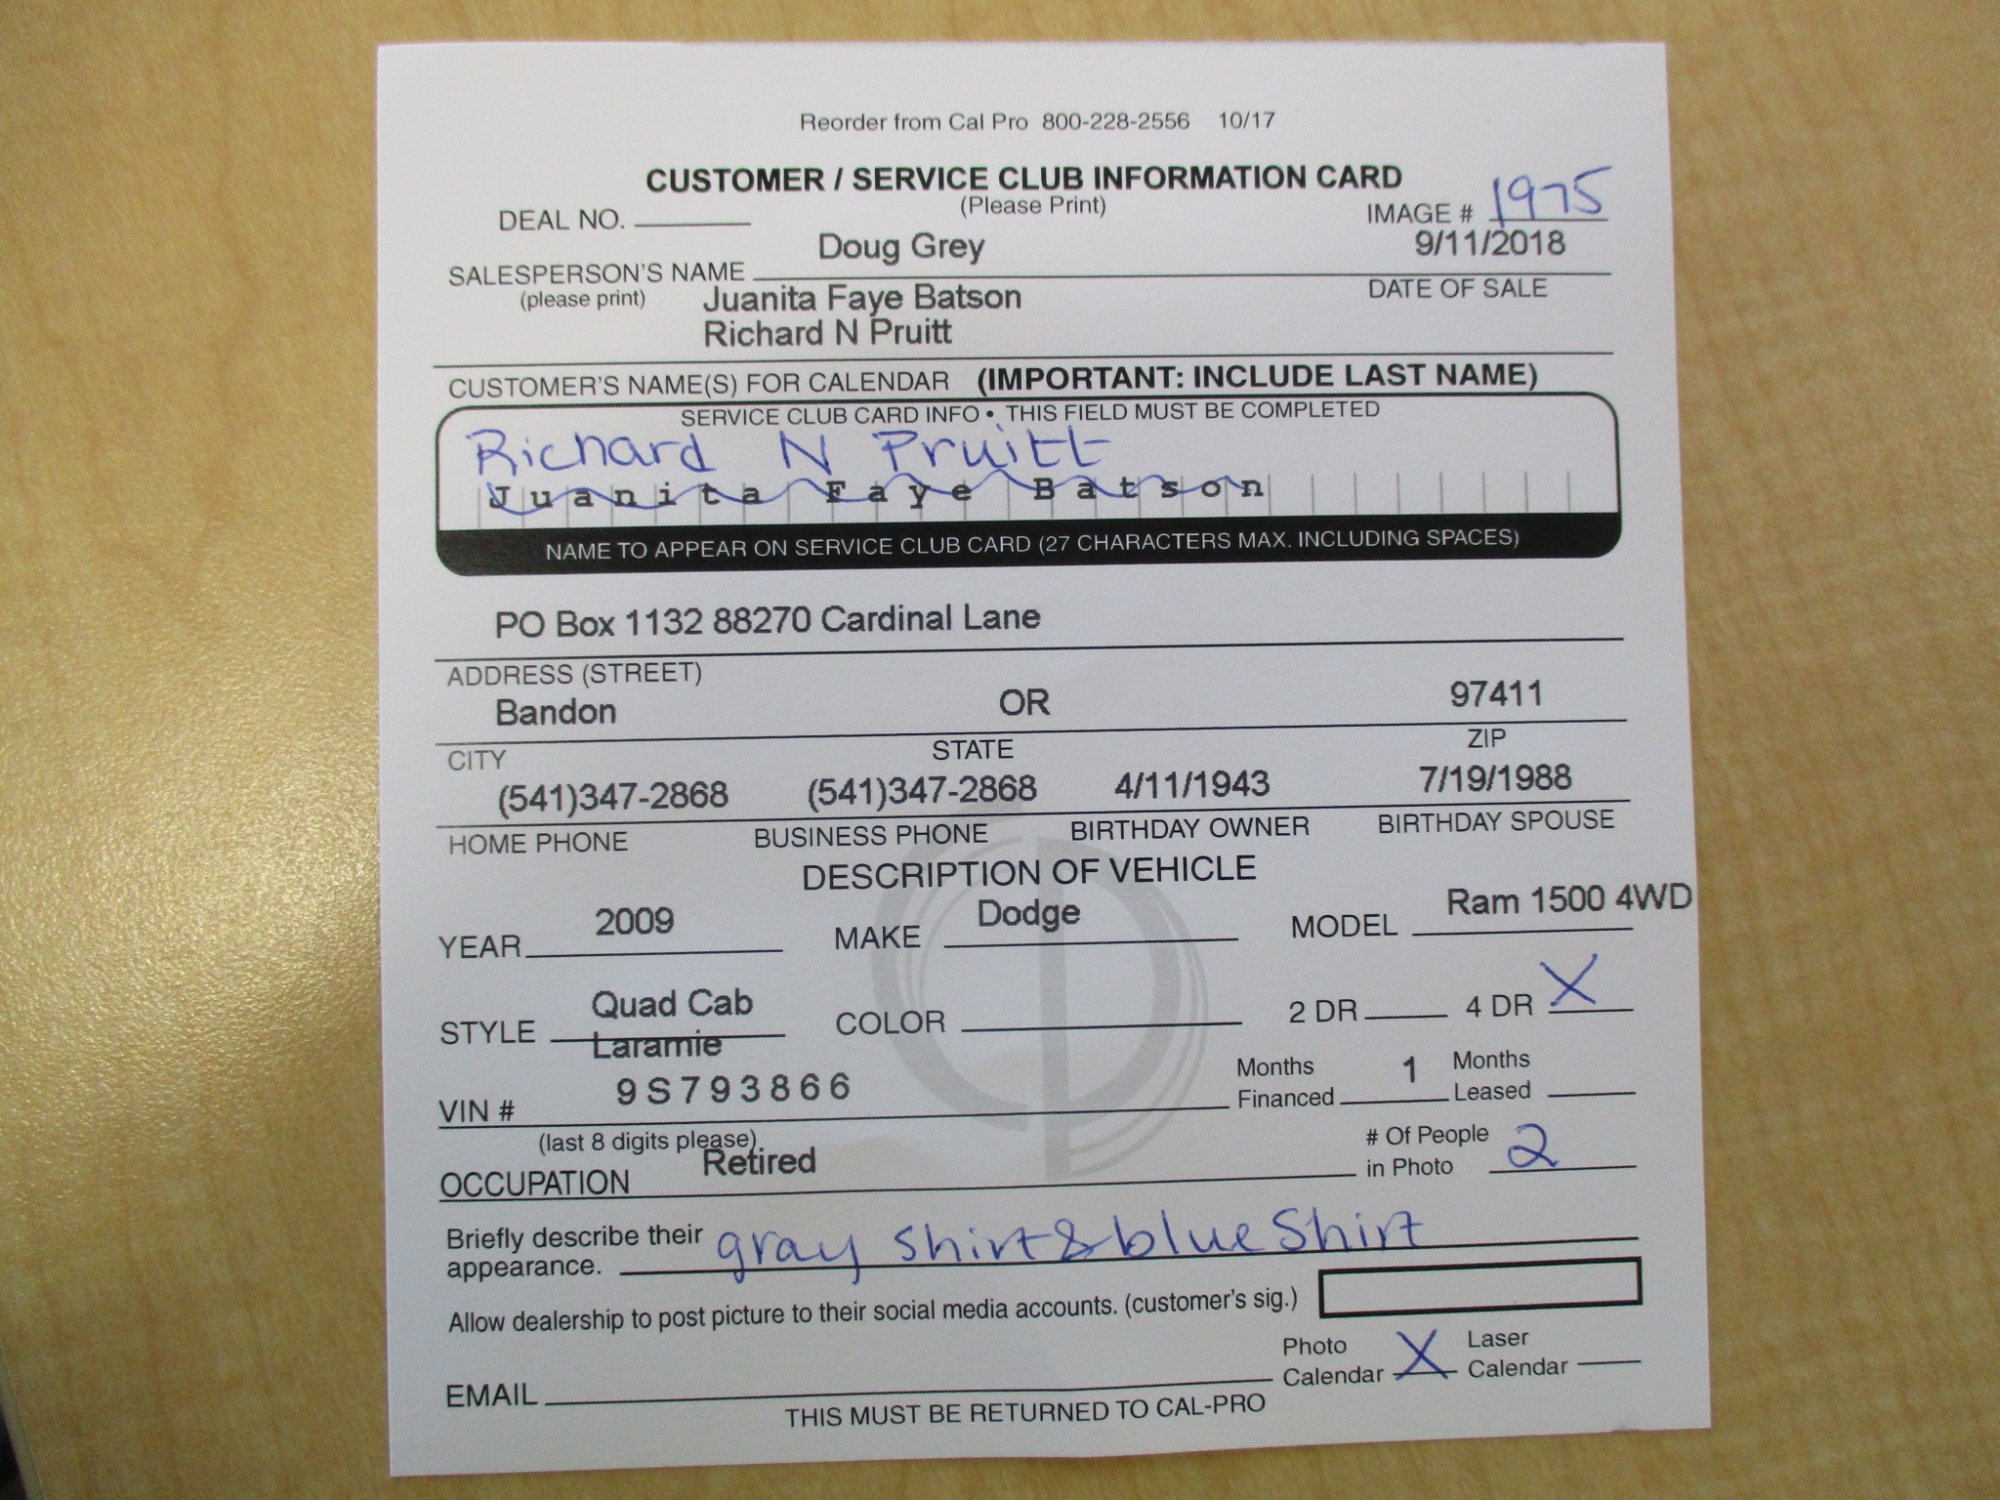 Reorder from Cal Pro 800-228-2556 10/17
CUSTOMER / SERVICE CLUB INFORMATION CARD
(Please Print)
DEAL NO.
IMAGE # 1975
Doug Grey
9/11/2018
SALESPERSON'S NAME
(please print)
DATE OF SALE
Juanita Faye Batson
Richard N Pruitt
CUSTOMER'S NAME(S) FOR CALENDAR (IMPORTANT: INCLUDE LAST NAME)
SERVICE CLUB CARD INFO • THIS FIELD MUST BE COMPLETED
Richard N Pruitt
Juanita Faye Batson
NAME TO APPEAR ON SERVICE CLUB CARD (27 CHARACTERS MAX. INCLUDING SPACES)
PO Box 1132 88270 Cardinal Lane
ADDRESS (STREET)
Bandon OR 97411
CITY STATE ZIP
(541)347-2868 (541)347-2868 4/11/1943 7/19/1988
HOME PHONE BUSINESS PHONE BIRTHDAY OWNER BIRTHDAY SPOUSE
DESCRIPTION OF VEHICLE
YEAR 2009 MAKE Dodge MODEL Ram 1500 4WD
STYLE Quad Cab COLOR 2 DR 4 DR X
Laramie
VIN # 9S793866
Months Financed 1 Months Leased
(last 8 digits please)
OCCUPATION Retired
# Of People in Photo 2
Briefly describe their appearance. gray shirt & blue Shirt
Allow dealership to post picture to their social media accounts. (customer's sig.)
Photo Calendar X Laser Calendar
EMAIL
THIS MUST BE RETURNED TO CAL-PRO